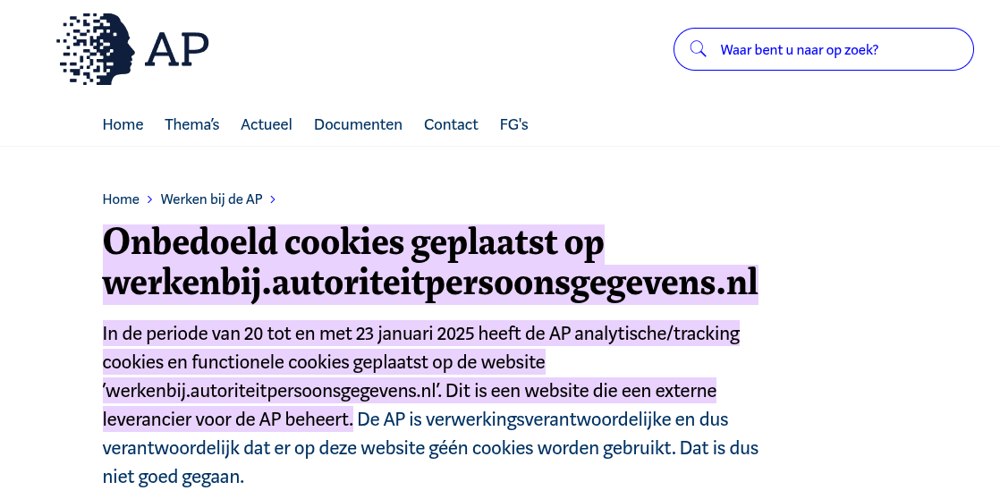 AP
Waar bent u naar op zoek?
Home Thema's Actueel Documenten Contact FG's
Home > Werken bij de AP >
Onbedoeld cookies geplaatst op
werkenbij.autoriteitpersoonsgegevens.nl
In de periode van 20 tot en met 23 januari 2025 heeft de AP analytische/tracking
cookies en functionele cookies geplaatst op de website
'werkenbij.autoriteitpersoonsgegevens.nl'. Dit is een website die een externe
leverancier voor de AP beheert. De AP is verwerkingsverantwoordelijke en dus
verantwoordelijk dat er op deze website géén cookies worden gebruikt. Dat is dus
niet goed gegaan.